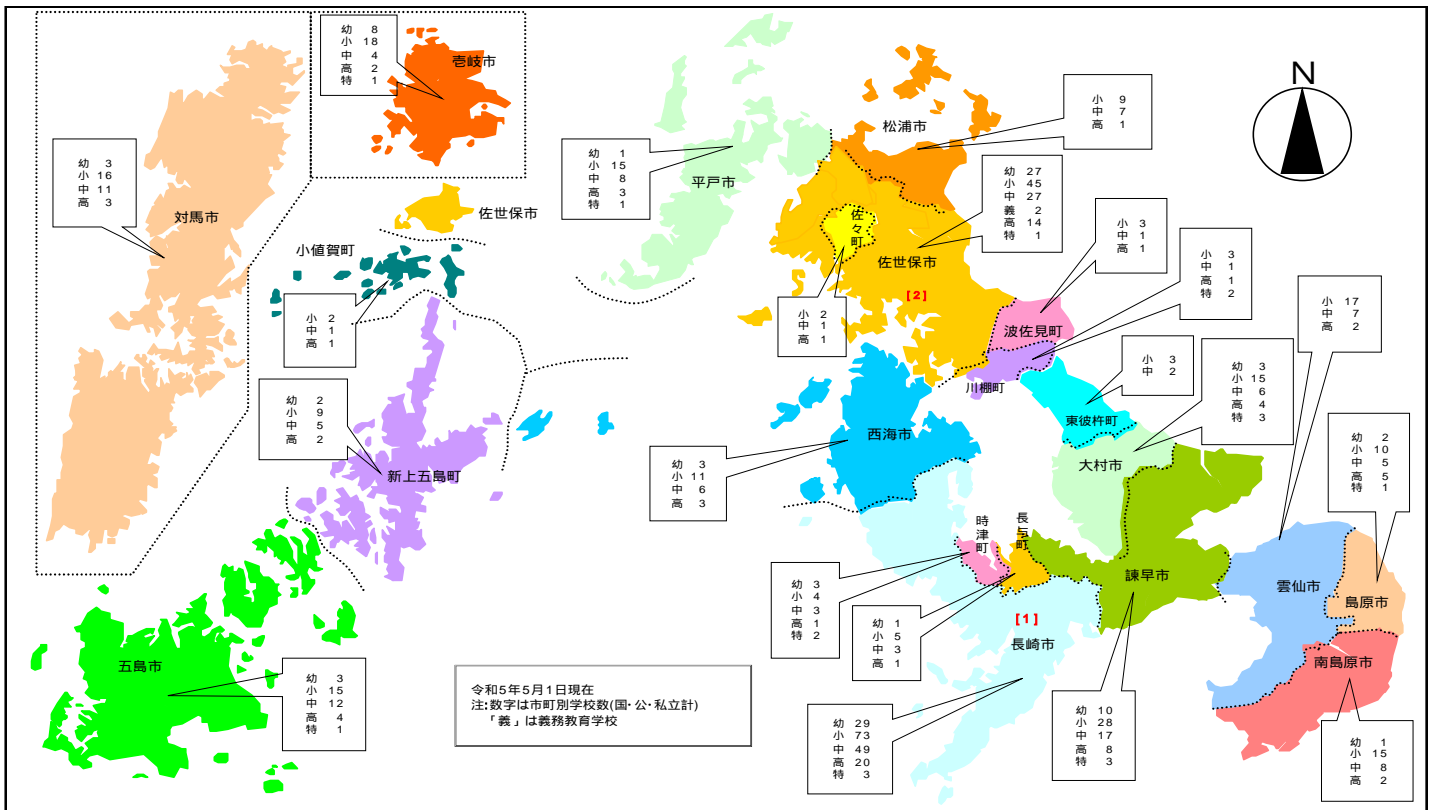 幼 8
小 18
中 4
高 2
特 1
壱岐市
幼 3
小 16
中 11
高 3
対馬市
佐世保市
小値賀町
小 2
中 1
高 1
幼 2
小 9
中 5
高 2
新上五島町
五島市
幼 3
小 15
中 12
高 4
特 1
幼 1
小 15
中 8
高 3
特 1
平戸市
松浦市
小 9
中 7
高 1
幼 27
小 45
中 27
義 2
高 14
特 1
佐々町
佐世保市
[2]
小 2
中 1
高 1
小 3
中 1
高 1
波佐見町
小 3
中 1
高 1
特 2
川棚町
小 3
中 2
東彼杵町
幼 3
小 15
中 6
高 4
特 3
大村市
小 17
中 7
高 2
雲仙市
幼 2
小 10
中 5
高 5
特 1
島原市
南島原市
幼 1
小 15
中 8
高 2
西海市
幼 3
小 11
中 6
高 3
時津町
長与町
幼 3
小 4
中 3
高 1
特 2
幼 1
小 5
中 3
高 1
諫早市
[1]
長崎市
幼 29
小 73
中 49
高 20
特 3
幼 10
小 28
中 17
高 8
特 3
N
令和5年5月1日現在
注:数字は市町別学校数(国・公・私立計)
「義」は義務教育学校